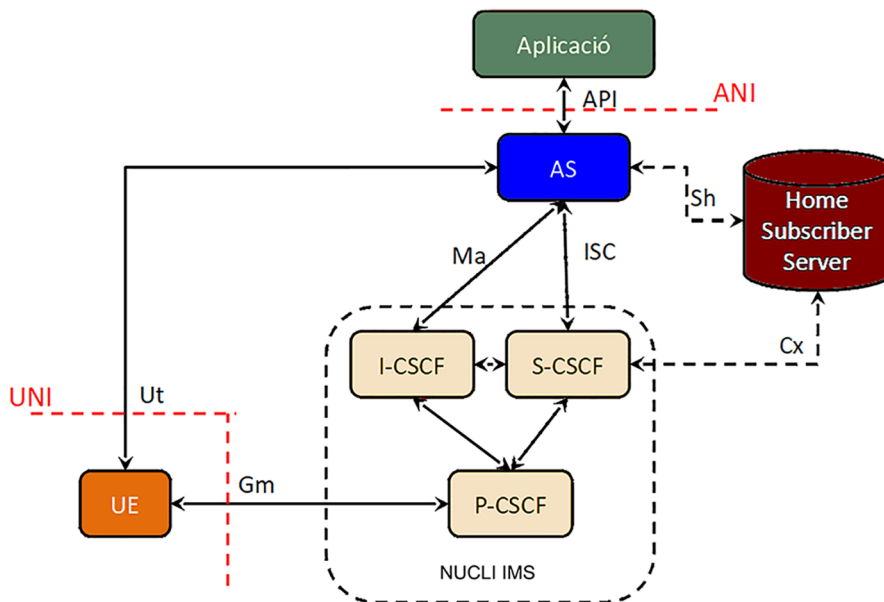 Aplicació
API
ANI
AS
Sh
Home
Subscriber
Server
Ma
ISC
I-CSCF
S-CSCF
Cx
UNI
Ut
UE
Gm
P-CSCF
NUCLI IMS